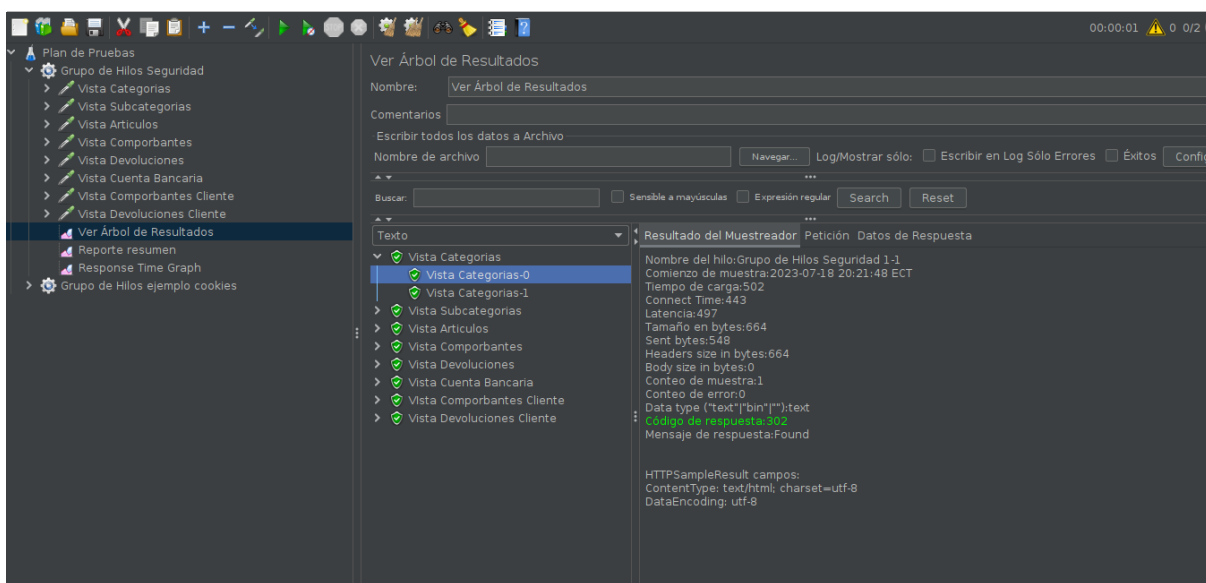 00:00:01 0 0/2
Plan de Pruebas
Grupo de Hilos Seguridad
Vista Categorias
Vista Subcategorias
Vista Articulos
Vista Comporbantes
Vista Devoluciones
Vista Cuenta Bancaria
Vista Comporbantes Cliente
Vista Devoluciones Cliente
Ver Árbol de Resultados
Reporte resumen
Response Time Graph
Grupo de Hilos ejemplo cookies
Ver Árbol de Resultados
Nombre: Ver Árbol de Resultados
Comentarios
Escribir todos los datos a Archivo
Nombre de archivo Navegar... Log/Mostrar sólo: Escribir en Log Sólo Errores Éxitos Config
Buscar: Sensible a mayúsculas Expresión regular Search Reset
Texto
Vista Categorias
Vista Categorias-0
Vista Categorias-1
Vista Subcategorias
Vista Articulos
Vista Comporbantes
Vista Devoluciones
Vista Cuenta Bancaria
Vista Comporbantes Cliente
Vista Devoluciones Cliente
Resultado del Muestreador Petición Datos de Respuesta
Nombre del hilo:Grupo de Hilos Seguridad 1-1
Comienzo de muestra:2023-07-18 20:21:48 ECT
Tiempo de carga:502
Connect Time:443
Latencia:497
Tamaño en bytes:664
Sent bytes:548
Headers size in bytes:664
Body size in bytes:0
Conteo de muestra:1
Conteo de error:0
Data type ("text"|"bin"|""):text
Código de respuesta:302
Mensaje de respuesta:Found
HTTPSampleResult campos:
ContentType: text/html; charset=utf-8
DataEncoding: utf-8